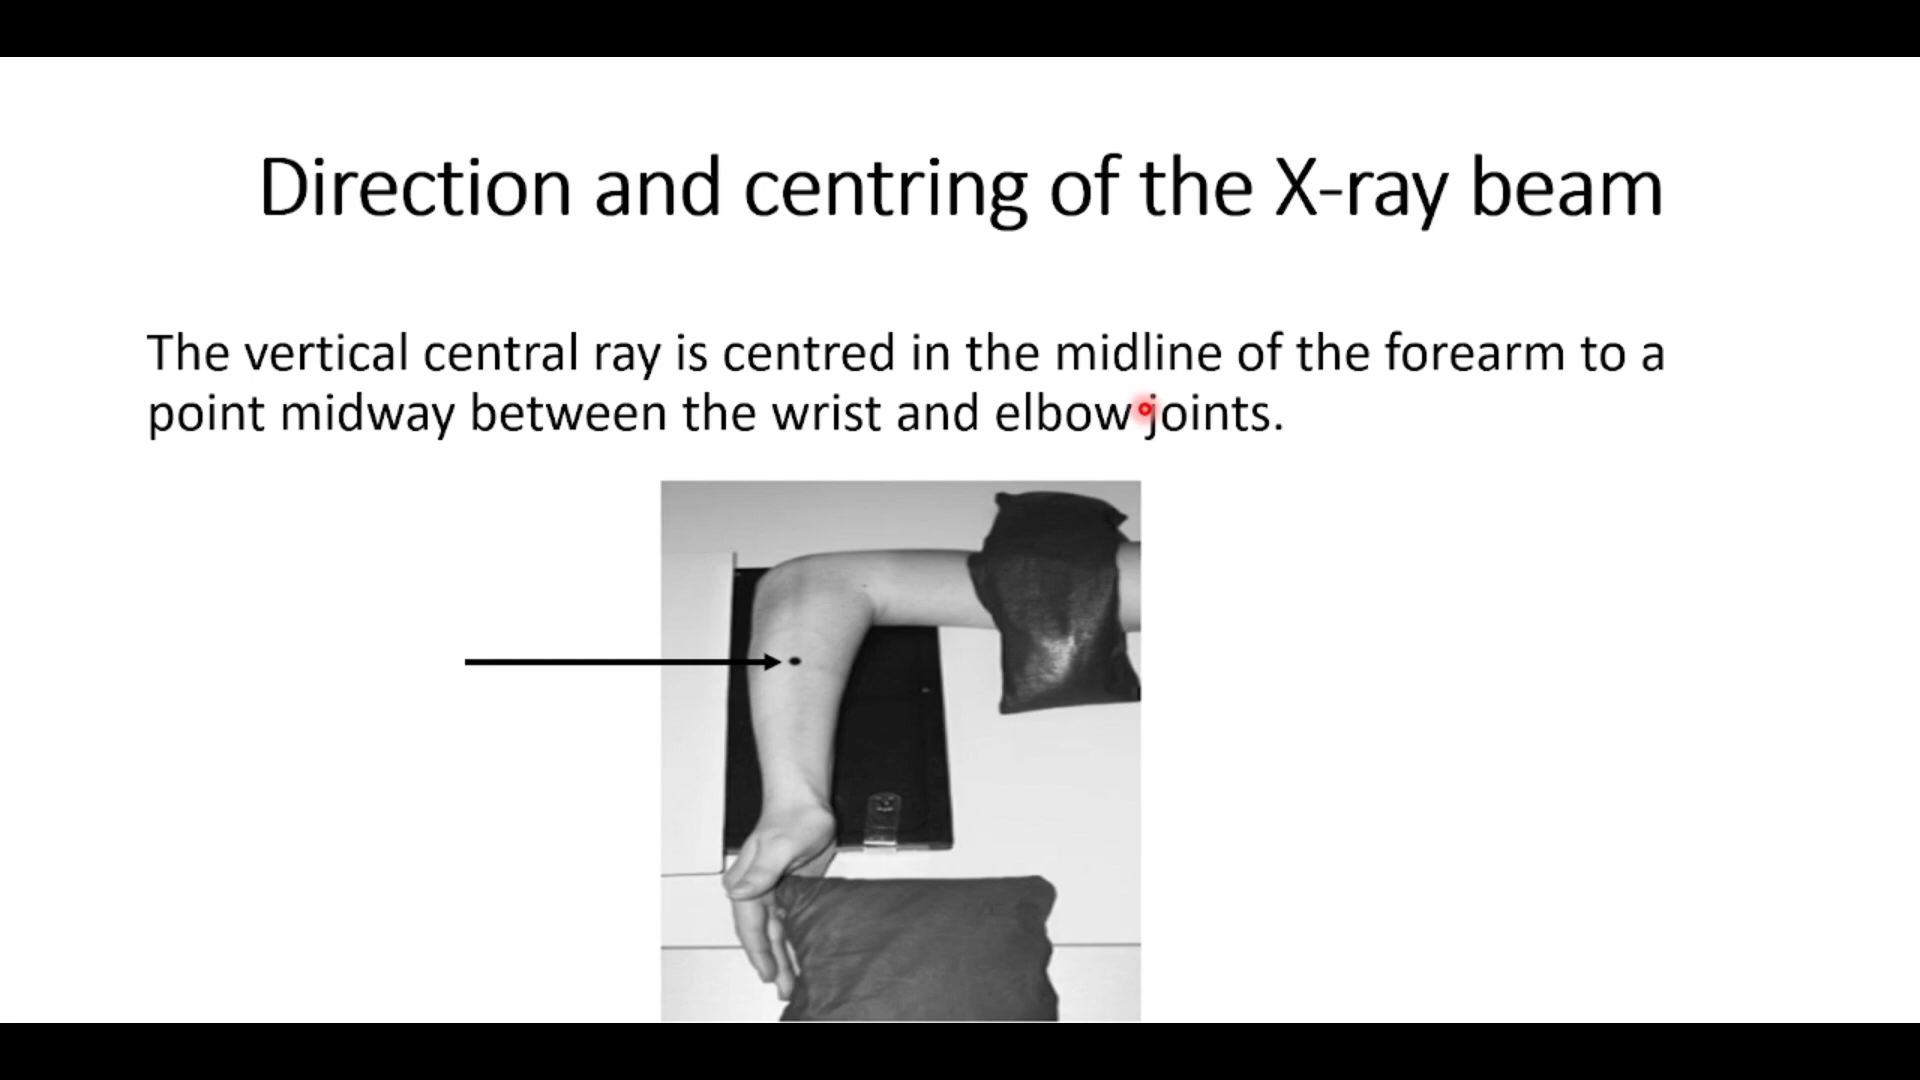 Direction and centring of the X-ray beam
The vertical central ray is centred in the midline of the forearm to a
point midway between the wrist and elbow joints.